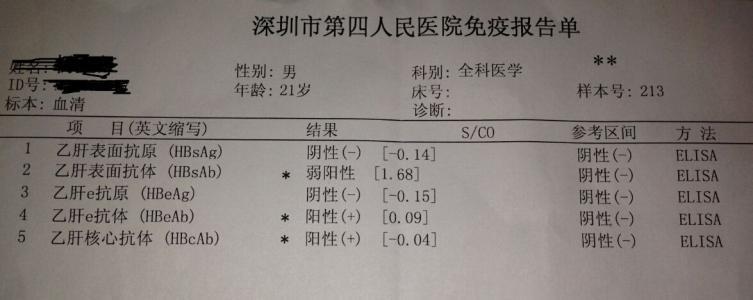 深圳市第四人民医院免疫报告单
**
姓名:
性别: 男
科别: 全科医学
ID号:
年龄: 21岁
床号:
样本号: 213
标本: 血清
诊断:
项 目(英文缩写) 结果 S/CO 参考区间 方 法
1 乙肝表面抗原 (HBsAg) 阴性(-) [-0.14] 阴性(-) ELISA
2 乙肝表面抗体 (HBsAb) * 弱阳性 [1.68] 阴性(-) ELISA
3 乙肝e抗原 (HBeAg) 阴性(-) [-0.15] 阴性(-) ELISA
4 乙肝e抗体 (HBeAb) * 阳性(+) [0.09] 阴性(-) ELISA
5 乙肝核心抗体 (HBcAb) * 阳性(+) [-0.04] 阴性(-) ELISA